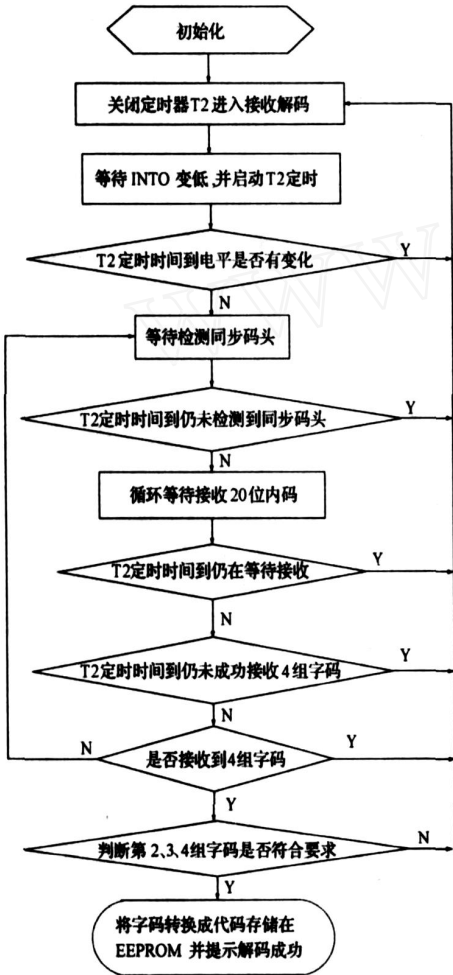 初始化
关闭定时器T2进入接收解码
等待 INTO 变低,并启动T2定时
T2定时时间到电平是否有变化
Y
N
等待检测同步码头
T2定时时间到仍未检测到同步码头
Y
N
循环等待接收20位内码
T2定时时间到仍在等待接收
Y
N
T2定时时间到仍未成功接收4组字码
Y
N
N
是否接收到4组字码
Y
Y
判断第2、3、4组字码是否符合要求
N
Y
将字码转换成代码存储在
EEPROM 并提示解码成功
WWW